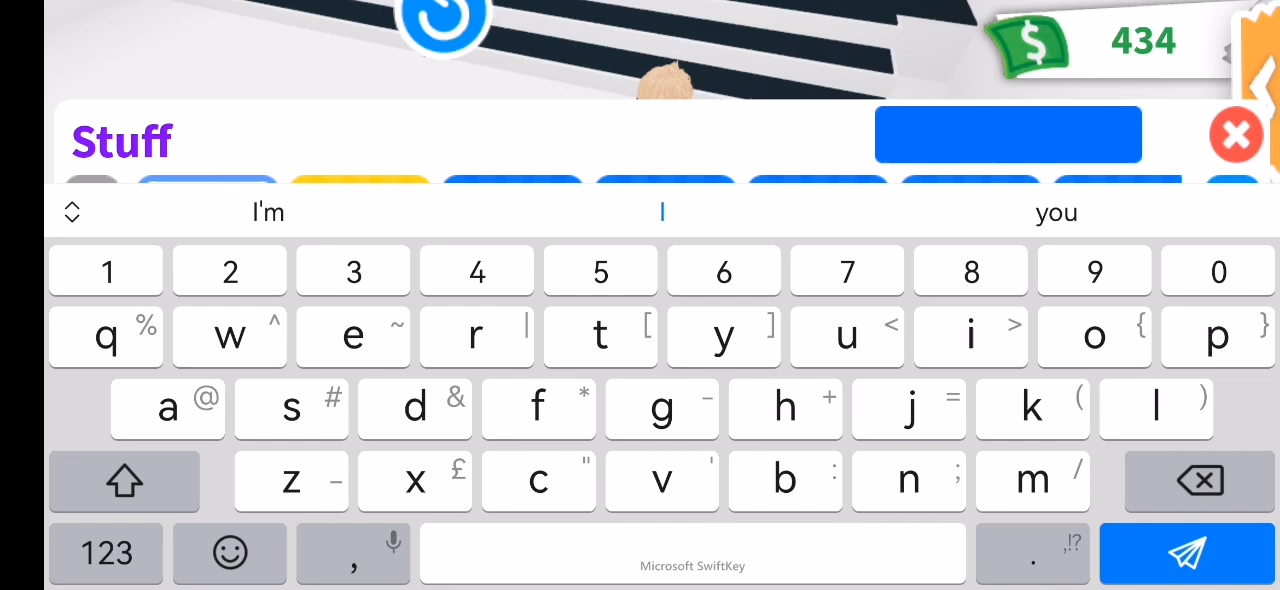 $ 434
Stuff
I'm I you
1 2 3 4 5 6 7 8 9 0
q % w ^ e ~ r | t [ y ] u < i > o { p }
a @ s # d & f * g - h + j = k ( l )
z _ x £ c " v ' b : n ; m /
123 , Microsoft SwiftKey . ,!?